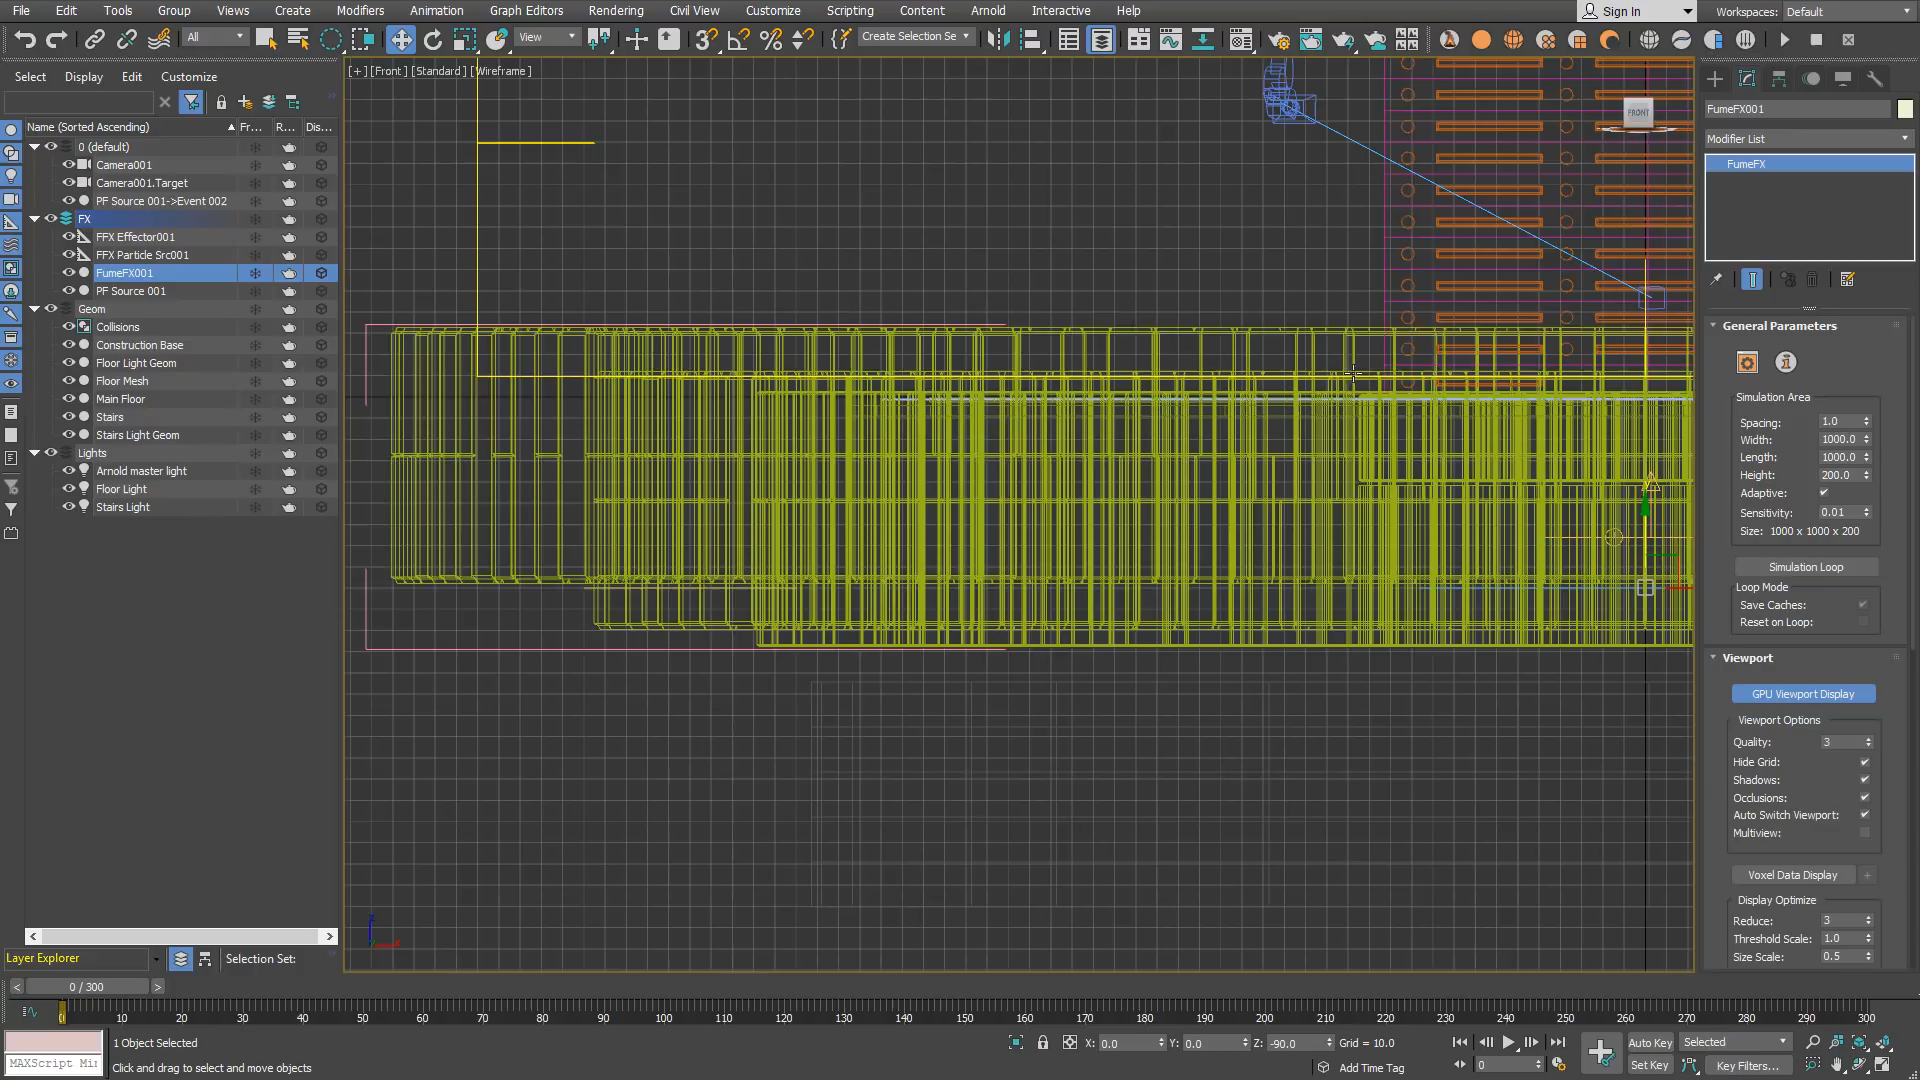 File Edit Tools Group Views Create Modifiers Animation Graph Editors Rendering Civil View Customize Scripting Content Arnold Interactive Help Sign In Workspaces: Default
All View Create Selection Se
Select Display Edit Customize
[+] [Front] [Standard] [Wireframe]
FRONT
Name (Sorted Ascending) Fr... R... Dis...
0 (default)
Camera001
Camera001.Target
PF Source 001->Event 002
FX
FFX Effector001
FFX Particle Src001
FumeFX001
PF Source 001
Geom
Collisions
Construction Base
Floor Light Geom
Floor Mesh
Main Floor
Stairs
Stairs Light Geom
Lights
Arnold master light
Floor Light
Stairs Light
Layer Explorer Selection Set:
FumeFX001
Modifier List
FumeFX
General Parameters
Simulation Area
Spacing: 1.0
Width: 1000.0
Length: 1000.0
Height: 200.0
Adaptive:
Sensitivity: 0.01
Size: 1000 x 1000 x 200
Simulation Loop
Loop Mode
Save Caches:
Reset on Loop:
Viewport
GPU Viewport Display
Viewport Options
Quality: 3
Hide Grid:
Shadows:
Occlusions:
Auto Switch Viewport:
Multiview:
Voxel Data Display +
Display Optimize
Reduce: 3
Threshold Scale: 1.0
Size Scale: 0.5
z
x
< 0 / 300 >
0 10 20 30 40 50 60 70 80 90 100 110 120 130 140 150 160 170 180 190 200 210 220 230 240 250 260 270 280 290 300
1 Object Selected X: 0.0 Y: 0.0 Z: -90.0 Grid = 10.0 Auto Key Selected
MAXScript Mi
Click and drag to select and move objects Add Time Tag 0 Set Key Key Filters...